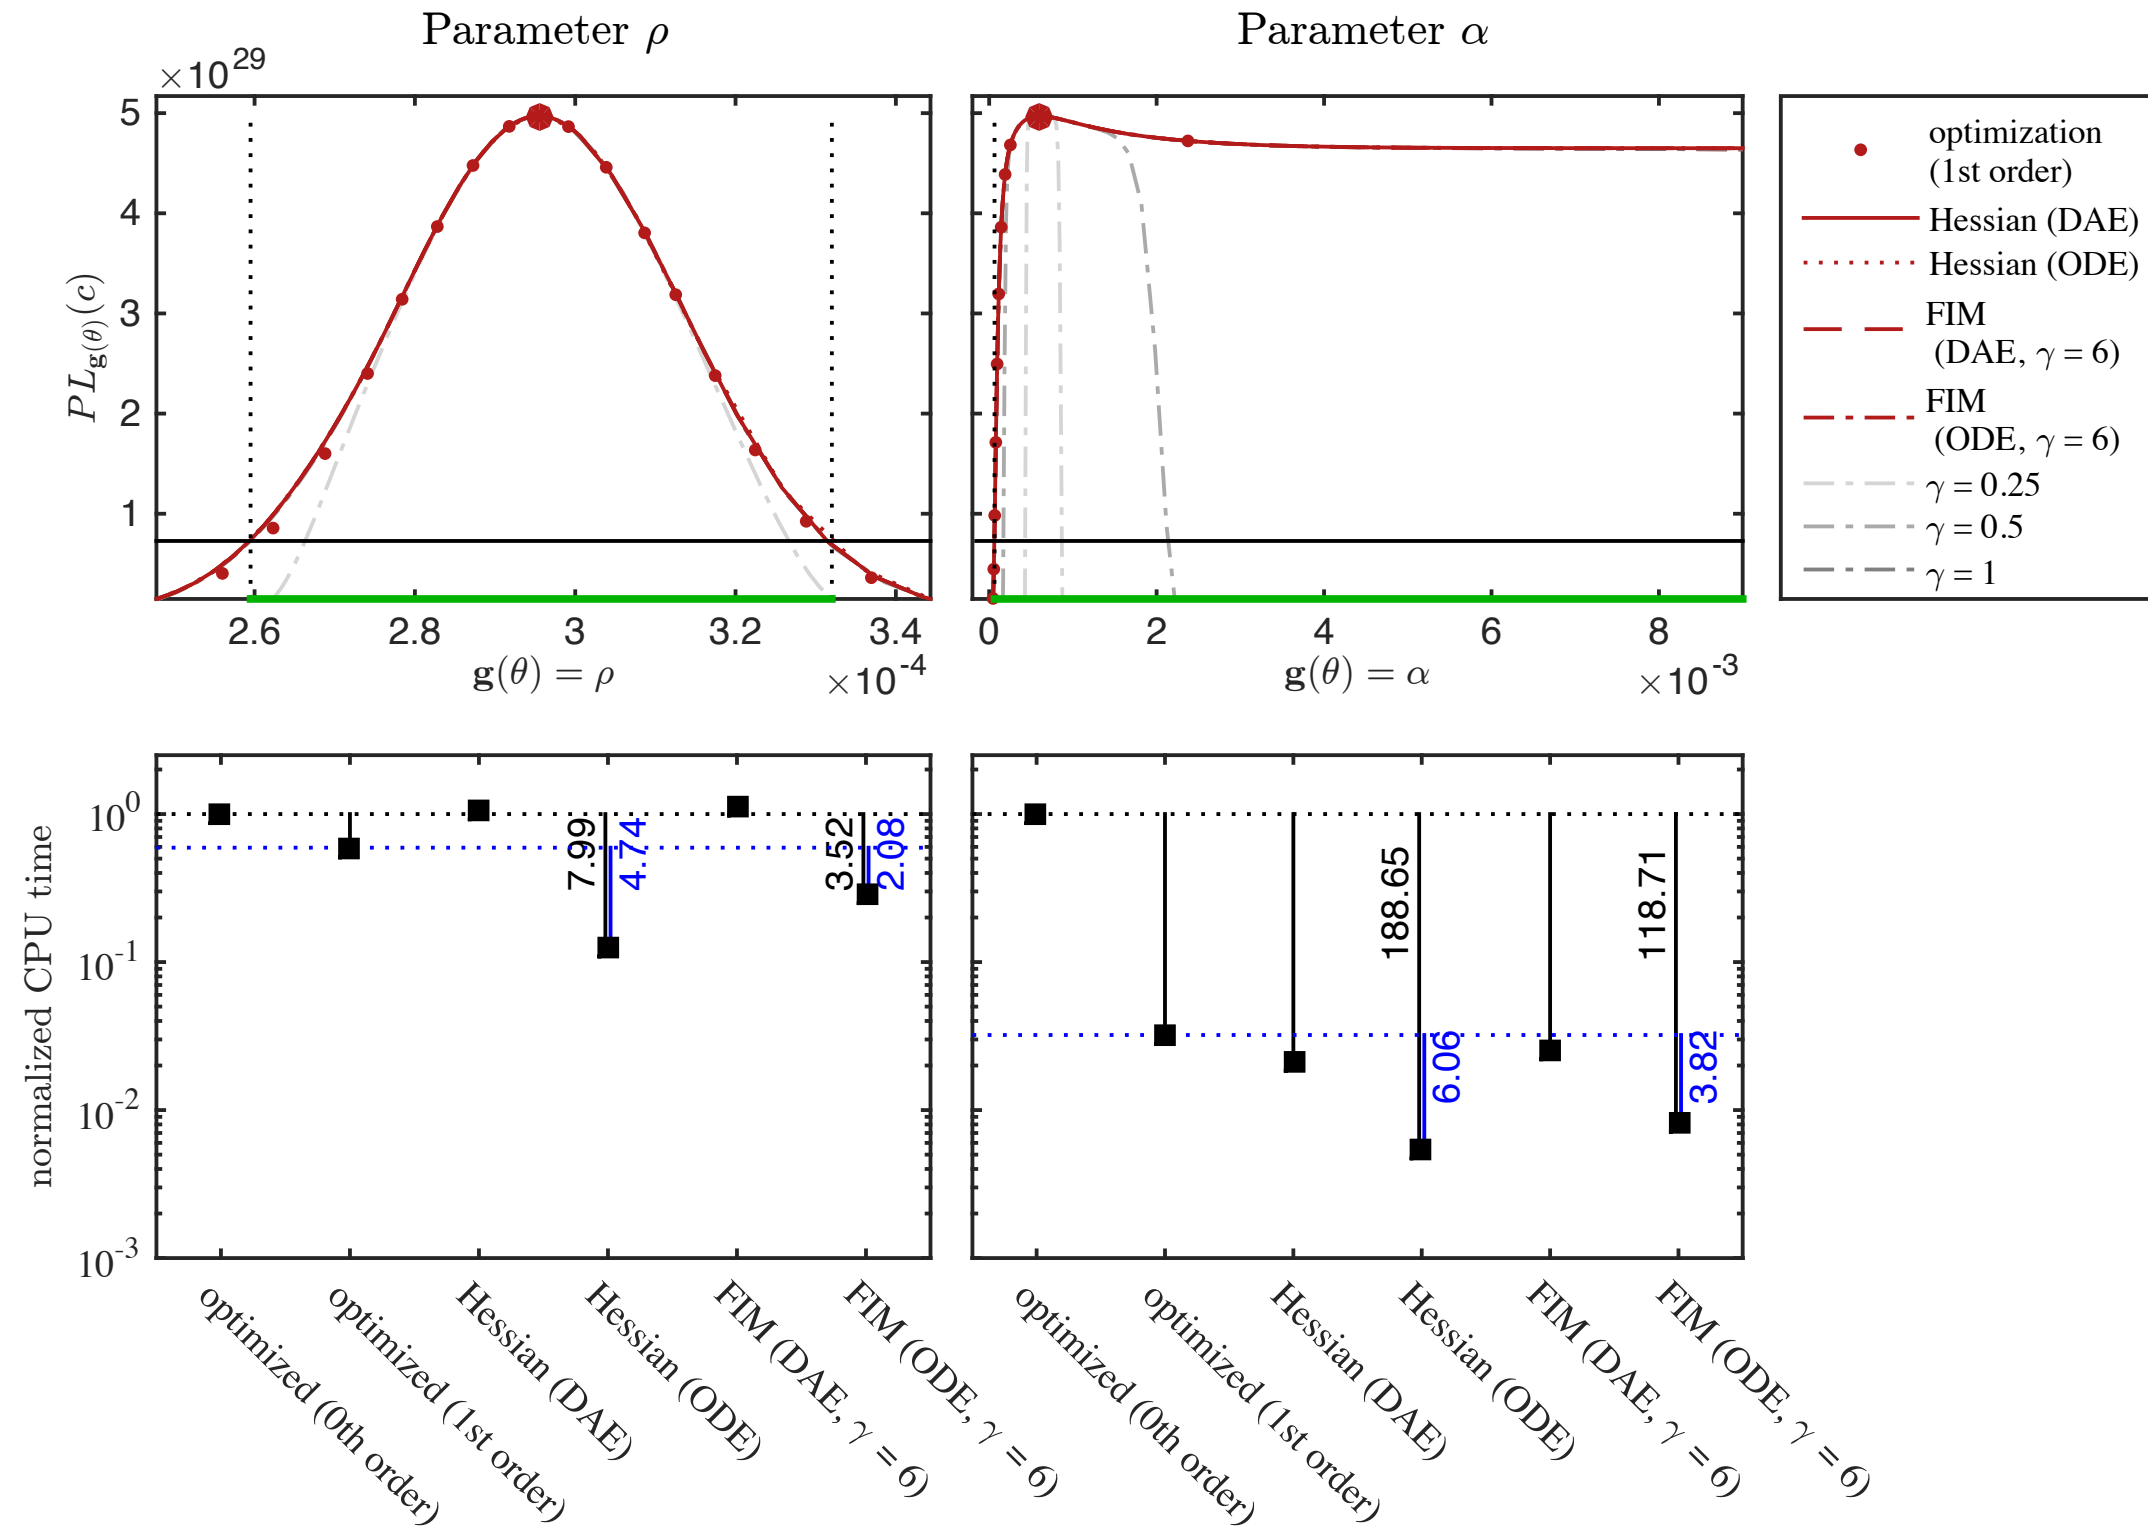 Parameter ρ
Parameter α
×10^29
5
4
3
2
1
PL_g(θ)(c)
2.6 2.8 3 3.2 3.4
g(θ) = ρ
×10^-4
0 2 4 6 8
g(θ) = α
×10^-3
optimization
(1st order)
Hessian (DAE)
Hessian (ODE)
FIM
(DAE, γ = 6)
FIM
(ODE, γ = 6)
γ = 0.25
γ = 0.5
γ = 1
normalized CPU time
10^0
10^-1
10^-2
10^-3
7.99
4.74
3.52
2.08
188.65
6.06
118.71
3.82
optimized (0th order)
optimized (1st order)
Hessian (DAE)
Hessian (ODE)
FIM (DAE, γ = 6)
FIM (ODE, γ = 6)
optimized (0th order)
optimized (1st order)
Hessian (DAE)
Hessian (ODE)
FIM (DAE, γ = 6)
FIM (ODE, γ = 6)